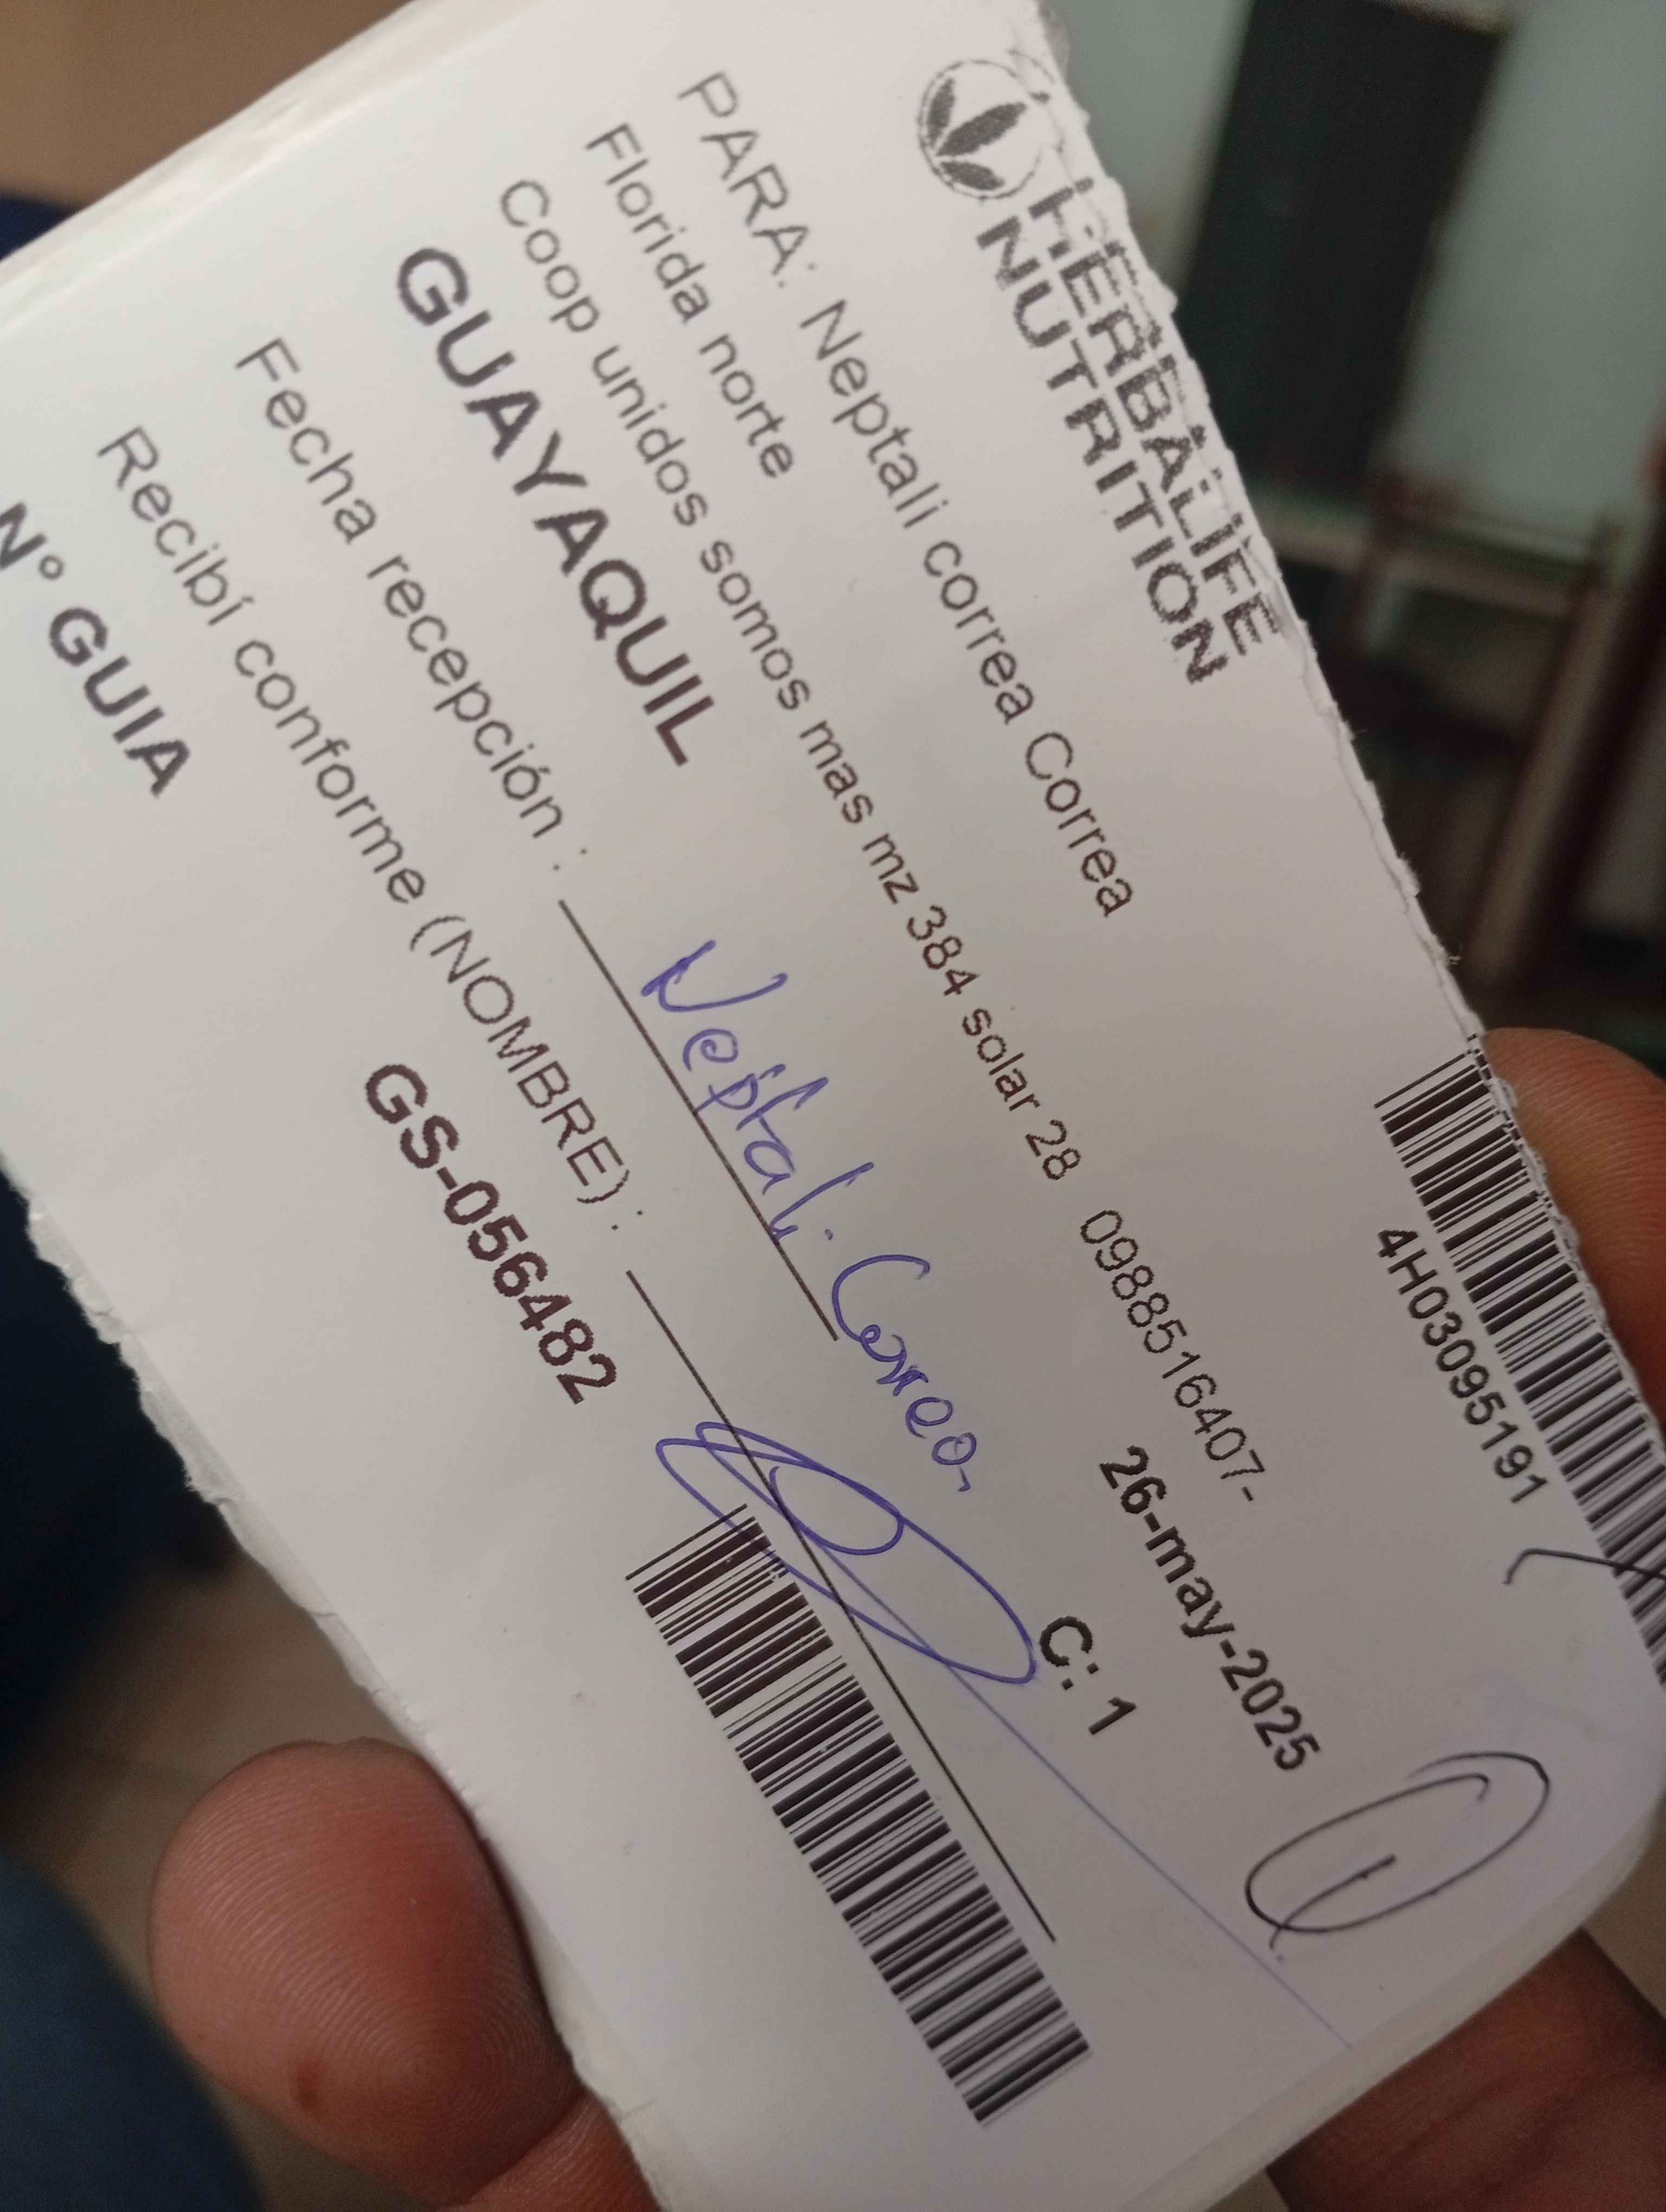 HERBALIFE
NUTRITION
4H03095191
PARA: Neptali correa Correa
26-may-2025
1
Florida norte
Coop unidos somos mas mz 384 solar 28 0988516407-
GUAYAQUIL
C: 1
Fecha recepción : Neptali Correa
Recibí conforme (NOMBRE) :
N° GUIA
GS-056482